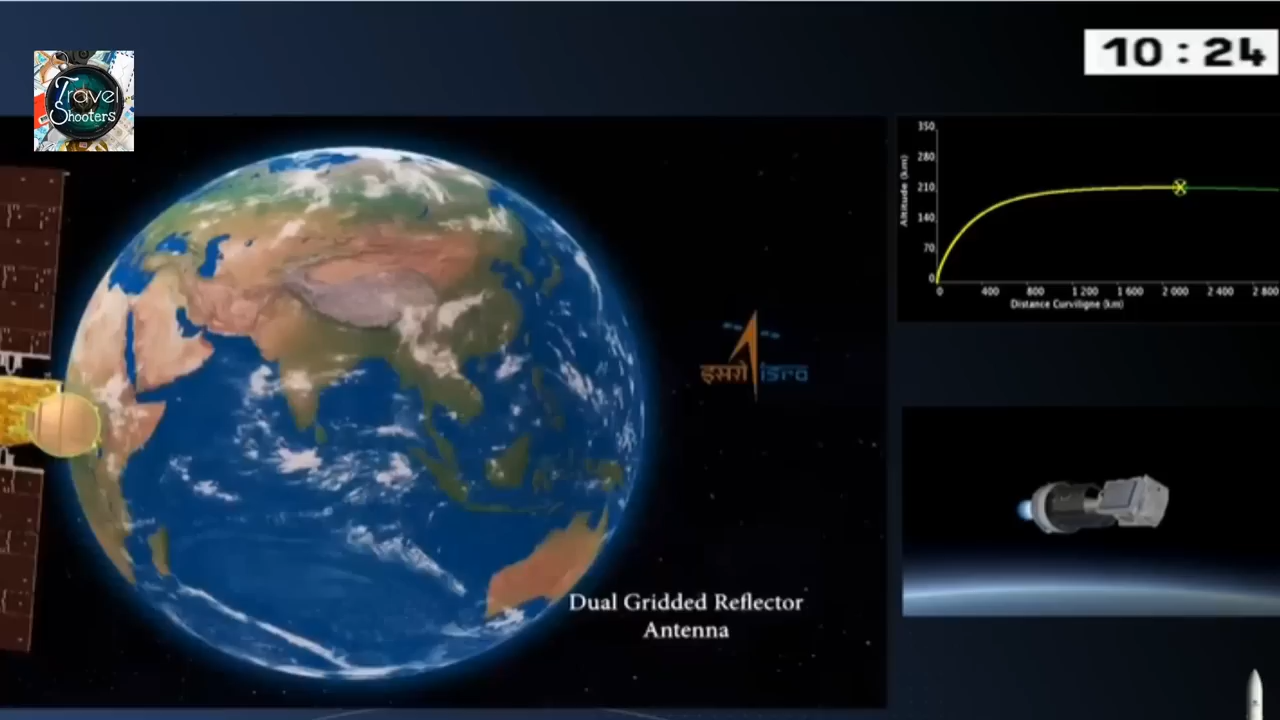 Travel
Shooters
10:24
350
280
210
140
70
0
Altitude (km)
0 400 800 1 200 1 600 2 000 2 400 2 800
Distance Curviligne (km)
इसरो isro
Dual Gridded Reflector
Antenna